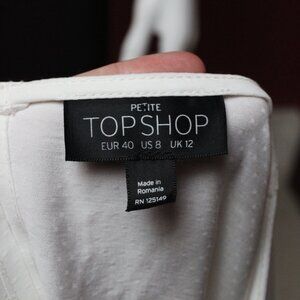 PETITE
TOPSHOP
EUR 40 US 8 UK 12
Made in
Romania
RN 125149